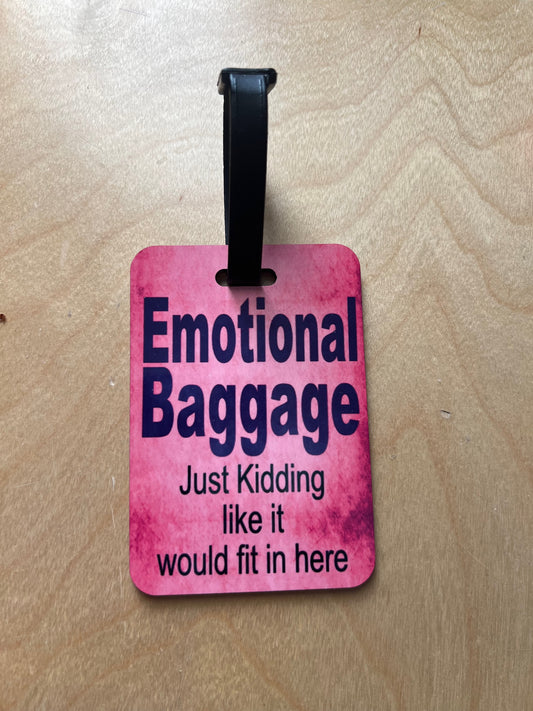 Emotional
Baggage
Just Kidding
like it
would fit in here